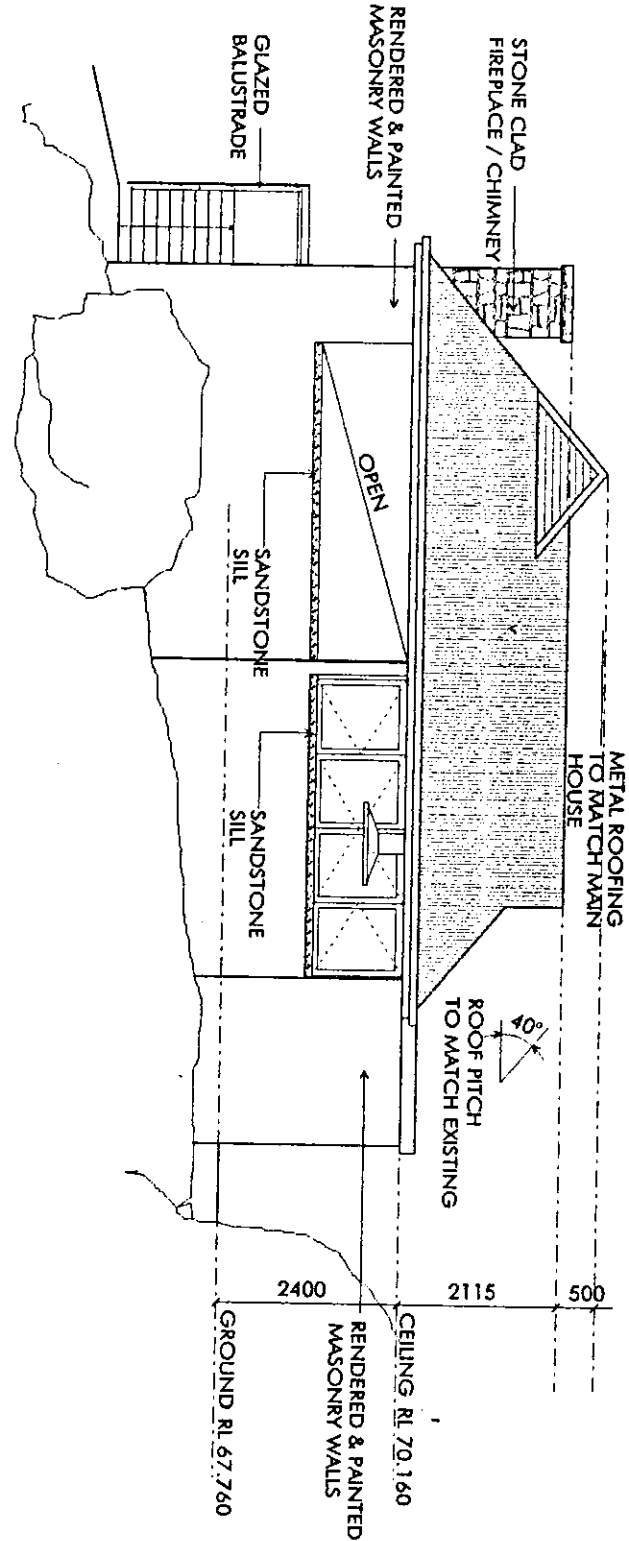 STONE CLAD
FIREPLACE / CHIMNEY
RENDERED & PAINTED
MASONRY WALLS
GLAZED
BALUSTRADE
METAL ROOFING
TO MATCH MAIN
HOUSE
40°
ROOF PITCH
TO MATCH EXISTING
OPEN
SANDSTONE
SILL
SANDSTONE
SILL
500
2115
2400
CEILING RL 70.160
RENDERED & PAINTED
MASONRY WALLS
GROUND RL 67.760